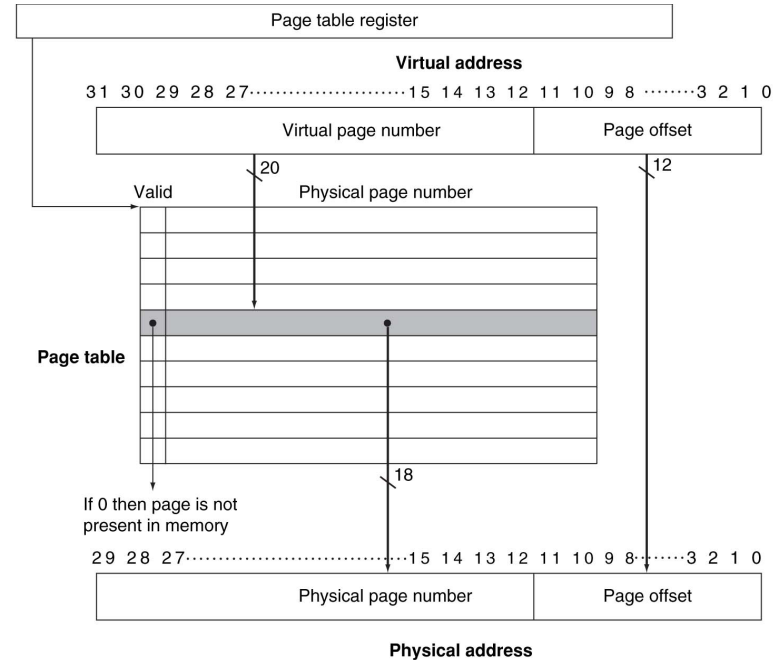 Page table register
Virtual address
31 30 29 28 27··························15 14 13 12 11 10 9 8 ·······3 2 1 0
Virtual page number Page offset
20 12
Valid Physical page number
Page table
18
If 0 then page is not
present in memory
29 28 27···································15 14 13 12 11 10 9 8·······3 2 1 0
Physical page number Page offset
Physical address